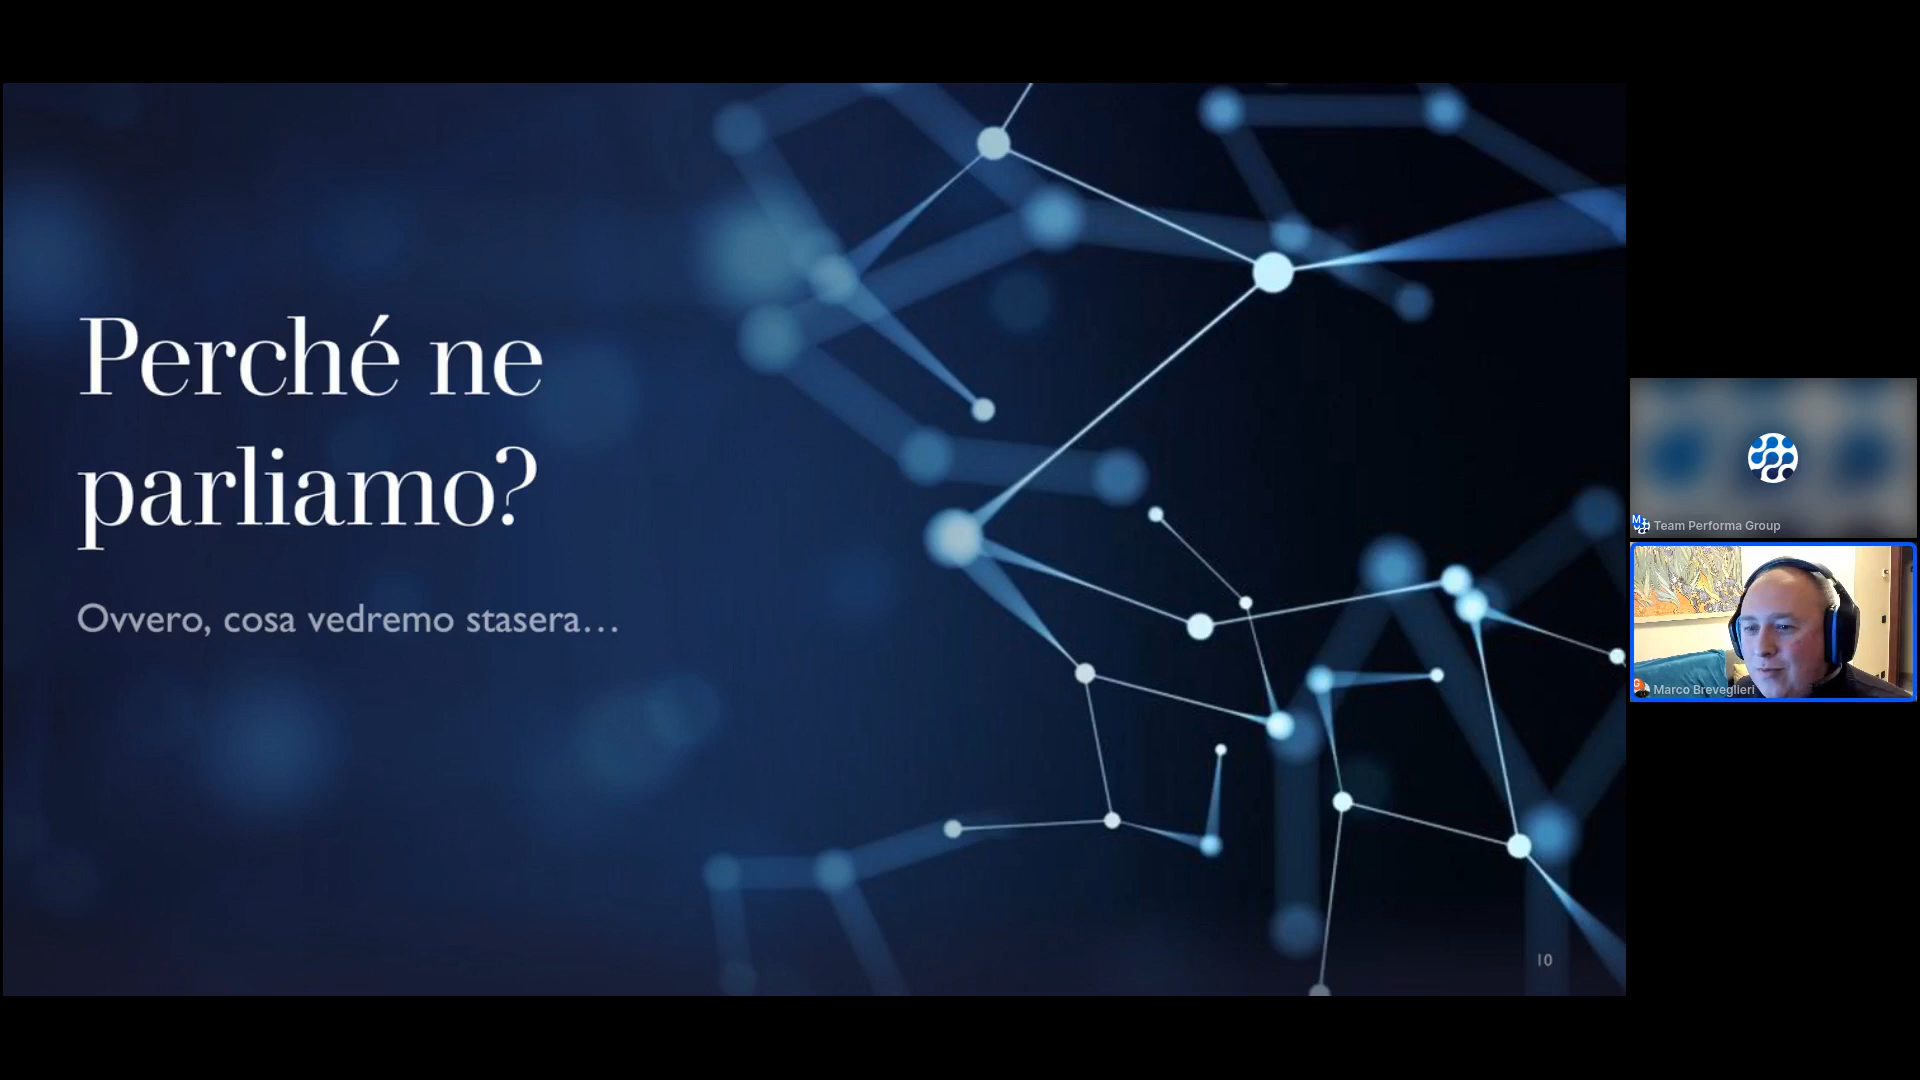 Perché ne
parliamo?
Ovvero, cosa vedremo stasera...
10
Team Performa Group
Marco Breveglieri